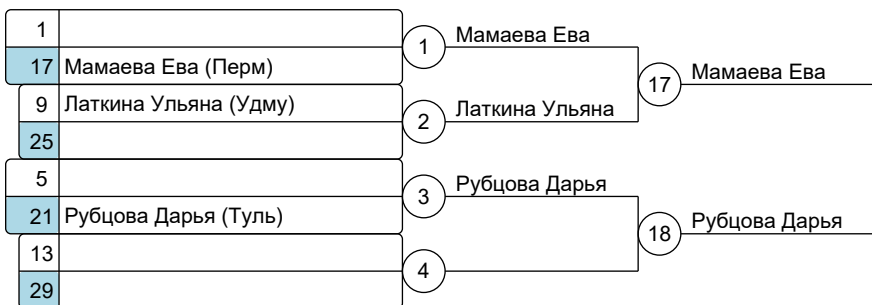 1
1 Мамаева Ева
17 Мамаева Ева (Перм)
17 Мамаева Ева
9 Латкина Ульяна (Удму)
2 Латкина Ульяна
25
5
3 Рубцова Дарья
21 Рубцова Дарья (Туль)
18 Рубцова Дарья
13
4
29